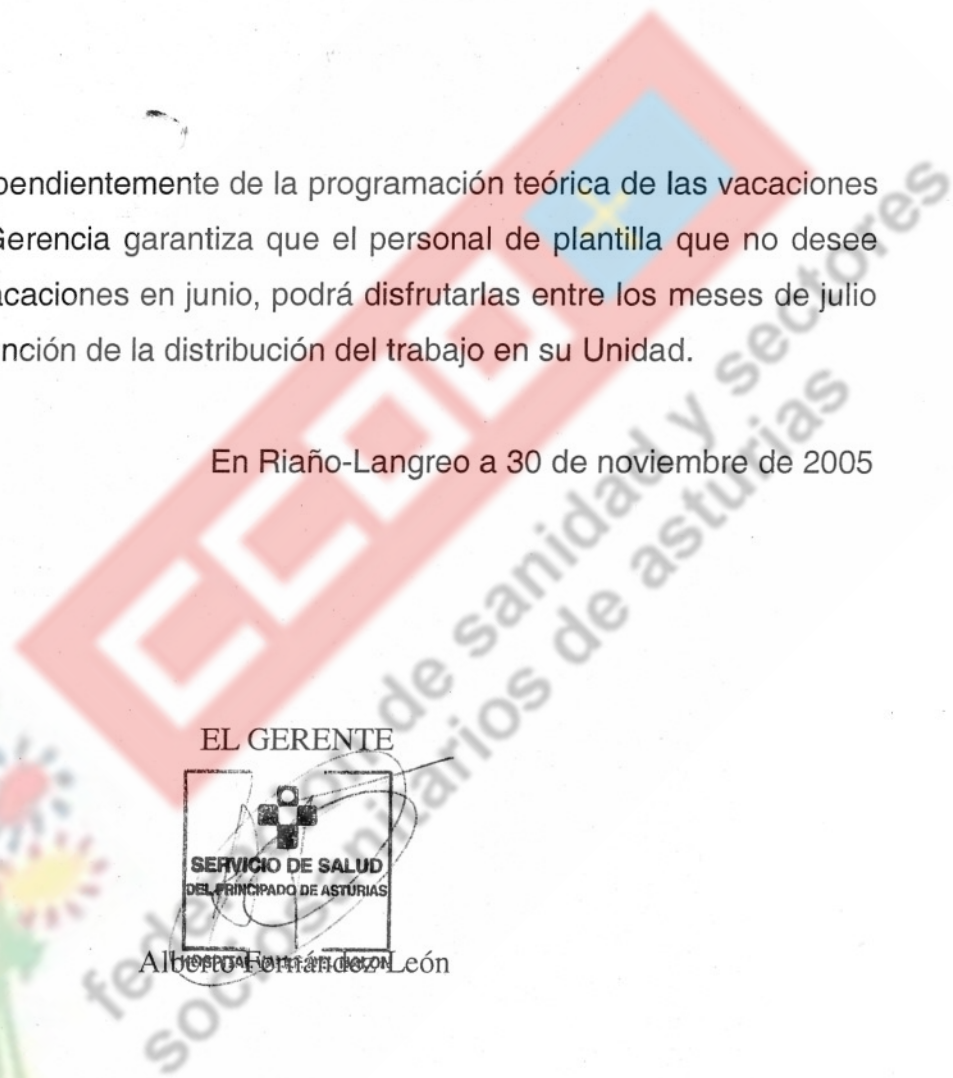 pendientemente de la programación teórica de las vacaciones
Gerencia garantiza que el personal de plantilla que no desee
acaciones en junio, podrá disfrutarlas entre los meses de julio
nción de la distribución del trabajo en su Unidad.
En Riaño-Langreo a 30 de noviembre de 2005
EL GERENTE
SERVICIO DE SALUD
DEL PRINCIPADO DE ASTURIAS
HOSPITAL
Alberto Fernández León
CCOO
de sanidad y sectores
sociosanitarios de asturias